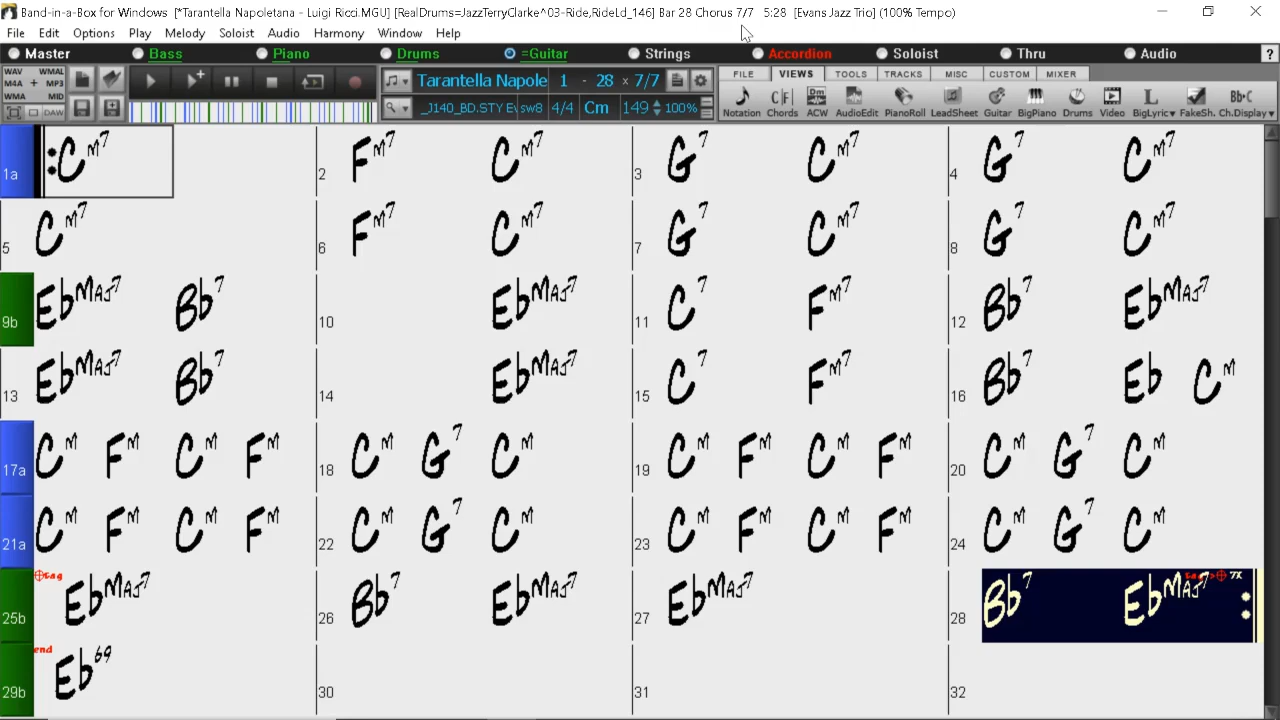 Band-in-a-Box for Windows [*Tarantella Napoletana - Luigi Ricci.MGU] [RealDrums=JazzTerryClarke^03-Ride,RideLd_146] Bar 28 Chorus 7/7 5:28 [Evans Jazz Trio] (100% Tempo)
File Edit Options Play Melody Soloist Audio Harmony Window Help
Master Bass Piano Drums =Guitar Strings Accordion Soloist Thru Audio ?
WAV WMAL
M4A + MP3
WMA MID
DAW
Tarantella Napole 1 - 28 x 7/7
_J140_BD.STY sw8 4/4 Cm 149 100%
FILE VIEWS TOOLS TRACKS MISC CUSTOM MIXER
Notation Chords ACW AudioEdit PianoRoll LeadSheet Guitar BigPiano Drums Video BigLyric FakeSh. Ch.Display
1a :Cm7 2 Fm7 Cm7 3 G7 Cm7 4 G7 Cm7
5 Cm7 6 Fm7 Cm7 7 G7 Cm7 8 G7 Cm7
9b EbMaj7 Bb7 10 EbMaj7 11 C7 Fm7 12 Bb7 EbMaj7
13 EbMaj7 Bb7 14 EbMaj7 15 C7 Fm7 16 Bb7 Eb Cm
17a Cm Fm Cm Fm 18 Cm G7 Cm 19 Cm Fm Cm Fm 20 Cm G7 Cm
21a Cm Fm Cm Fm 22 Cm G7 Cm 23 Cm Fm Cm Fm 24 Cm G7 Cm
tag tag> 7X
25b EbMaj7 26 Bb7 EbMaj7 27 EbMaj7 28 Bb7 EbMaj7 :
end
29b Eb69 30 31 32